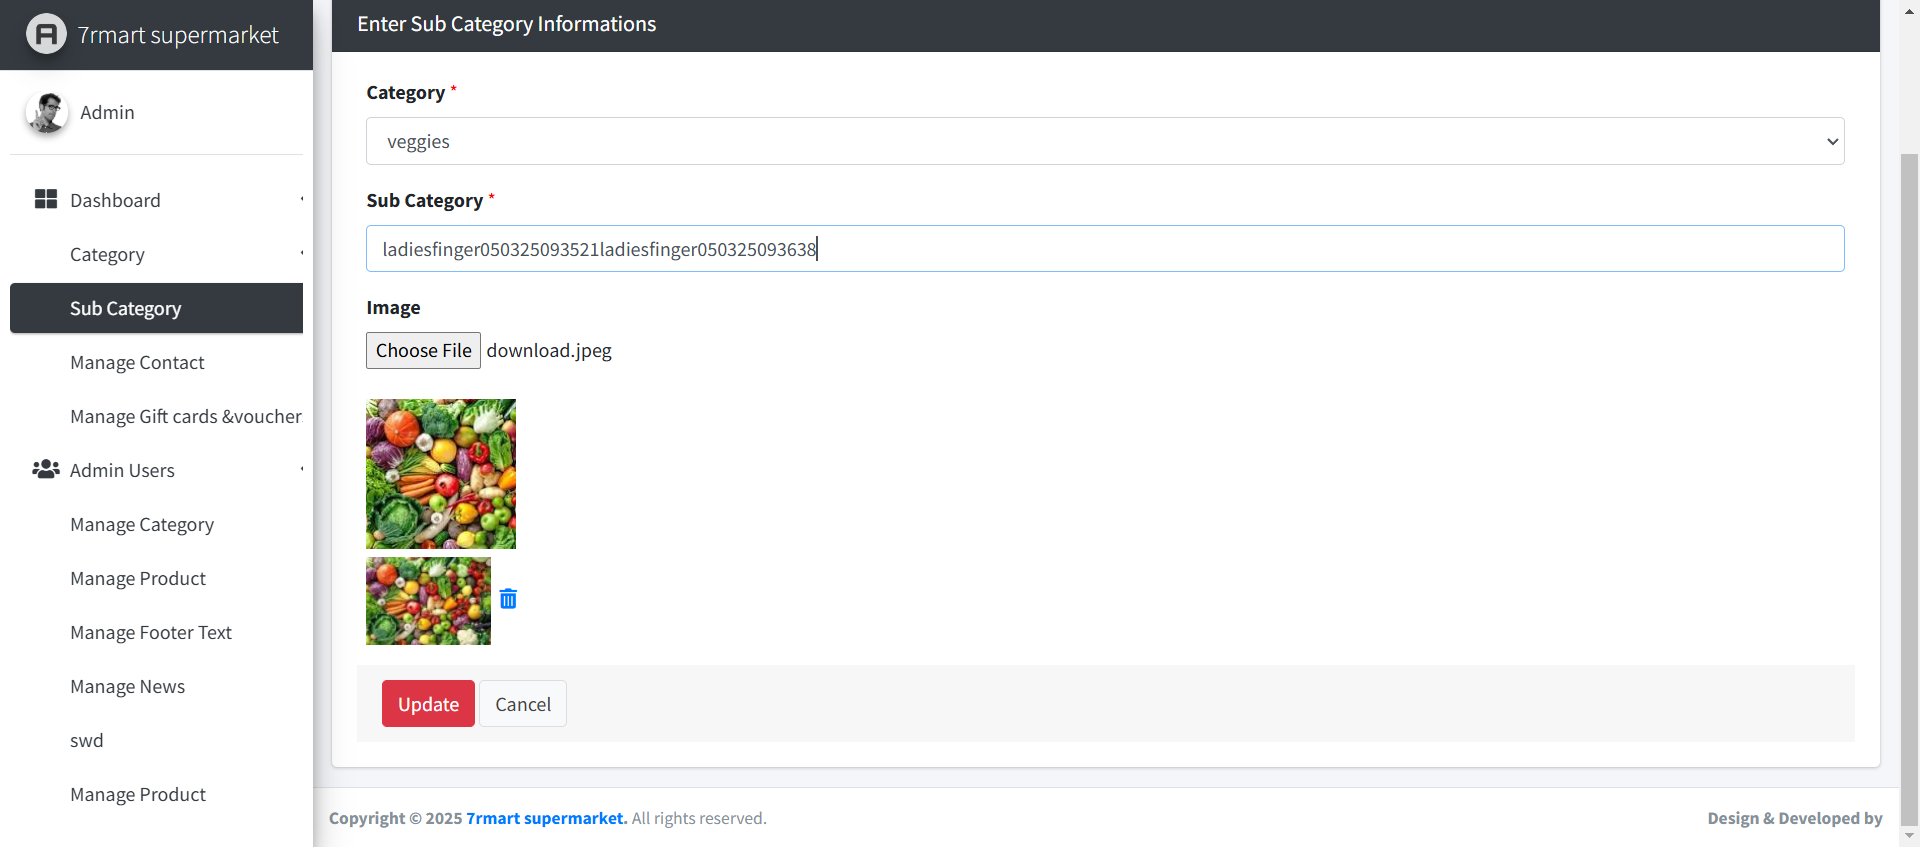 7rmart supermarket
Admin
Dashboard
Category
Sub Category
Manage Contact
Manage Gift cards &voucher
Admin Users
Manage Category
Manage Product
Manage Footer Text
Manage News
swd
Manage Product
Enter Sub Category Informations
Category *
veggies
Sub Category *
ladiesfinger050325093521ladiesfinger050325093638
Image
Choose File download.jpeg
Update Cancel
Copyright © 2025 7rmart supermarket. All rights reserved.
Design & Developed by